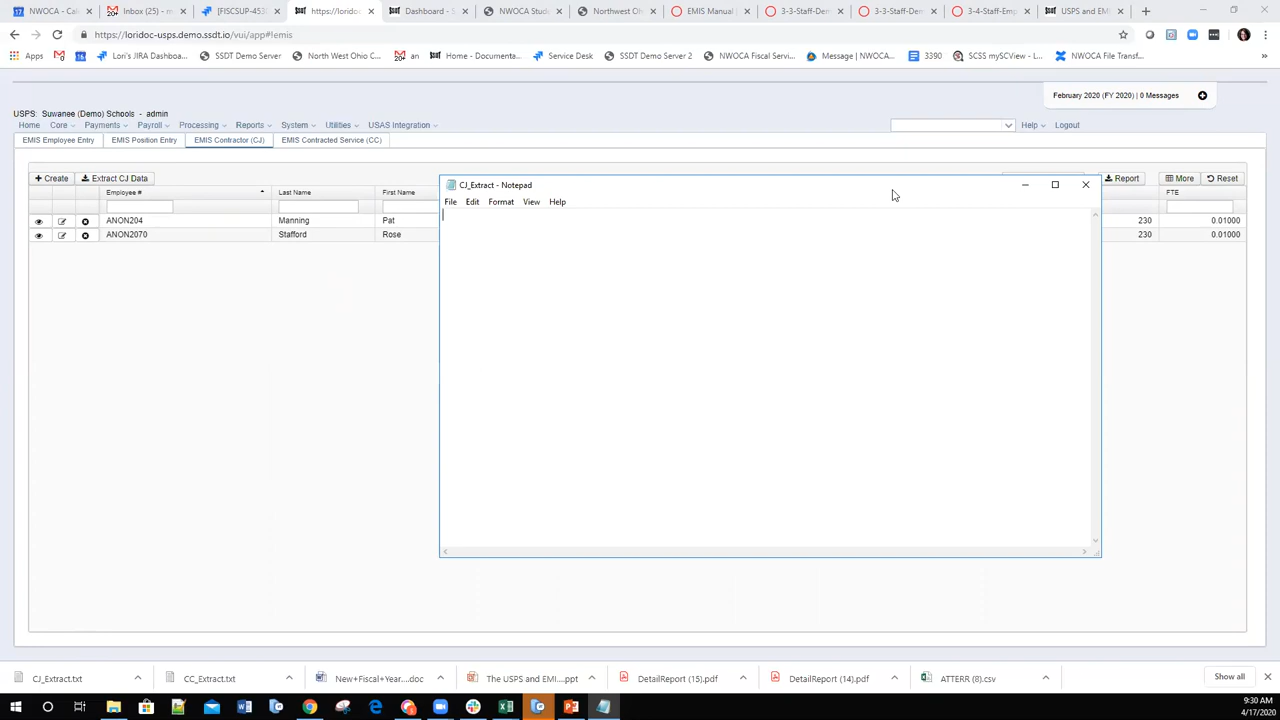 NWOCA - Cale
Inbox (25) - m
[FISCSUP-453
https://loridoc
Dashboard - S
NWOCA Stud
Northwest Oh
EMIS Manual
3-3-Staff-Dem
3-3-Staff-Dem
3-4-Staff-Emp
USPS and EMI
loridoc-usps.demo.ssdt.io/vui/app#lemis
Apps
Lori's JIRA Dashboa...
SSDT Demo Server
North West Ohio C
an
Home - Documenta...
Service Desk
SSDT Demo Server 2
NWOCA Fiscal Servi...
Message | NWOCA...
3390
SCSS mySCView - L...
NWOCA File Transf...
February 2020 (FY 2020) | 0 Messages
USPS: Suwanee (Demo) Schools - admin
Home Core Payments Payroll Processing Reports System Utilities USAS Integration Help Logout
EMIS Employee Entry EMIS Position Entry EMIS Contractor (CJ) EMIS Contracted Service (CC)
Create Extract CJ Data Report More Reset
Employee # Last Name First Name FTE
ANON204 Manning Pat 230 0.01000
ANON2070 Stafford Rose 230 0.01000
CJ_Extract - Notepad
File Edit Format View Help
CJ_Extract.txt
CC_Extract.txt
New+Fiscal+Year....doc
The USPS and EMI....ppt
DetailReport (15).pdf
DetailReport (14).pdf
ATTERR (8).csv
Show all
9:30 AM
4/17/2020